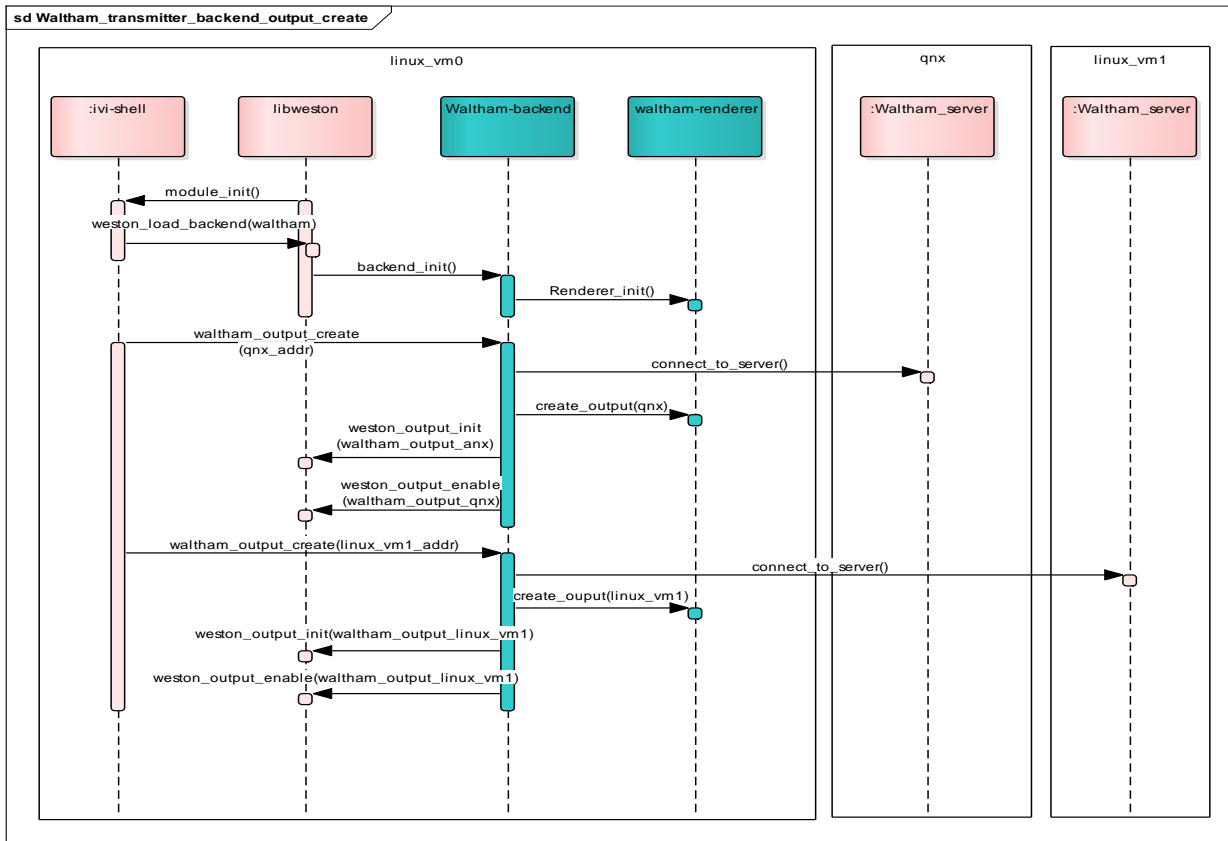 sd Waltham_transmitter_backend_output_create
linux_vm0
qnx
linux_vm1
:ivi-shell
libweston
Waltham-backend
waltham-renderer
:Waltham_server
:Waltham_server
module_init()
weston_load_backend(waltham)
backend_init()
Renderer_init()
waltham_output_create
(qnx_addr)
connect_to_server()
create_output(qnx)
weston_output_init
(waltham_output_anx)
weston_output_enable
(waltham_output_qnx)
waltham_output_create(linux_vm1_addr)
connect_to_server()
create_ouput(linux_vm1)
weston_output_init(waltham_output_linux_vm1)
weston_output_enable(waltham_output_linux_vm1)